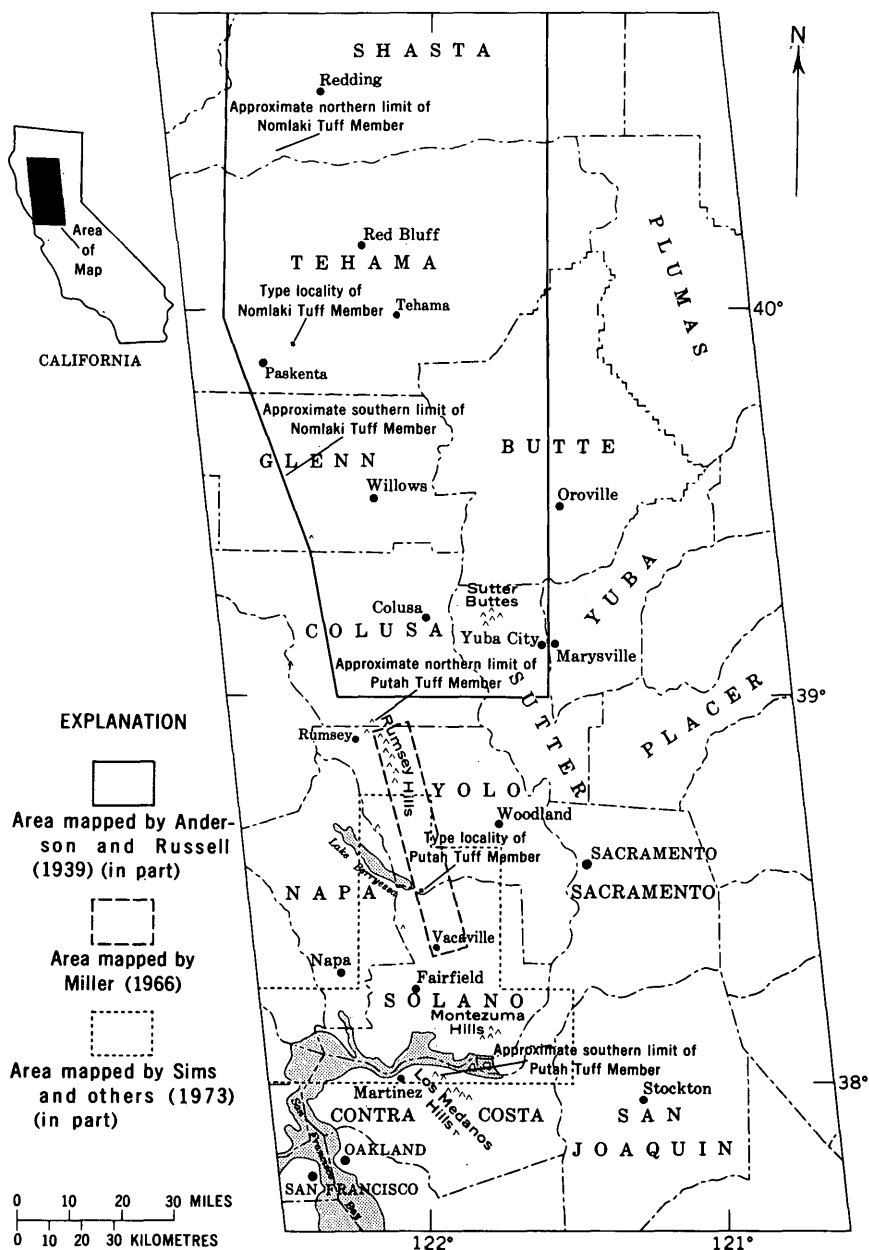 N
SHASTA
Redding
Approximate northern limit of
Nomlaki Tuff Member
Area
of
Map
CALIFORNIA
PLUMAS
Red Bluff
TEHAMA
Type locality of
Nomlaki Tuff Member
Tehama
40°
Paskenta
Approximate southern limit of
Nomlaki Tuff Member
GLENN
BUTTE
Willows
Oroville
YUBA
Sutter
Buttes
Colusa
COLUSA
Yuba City
Marysville
Approximate northern limit of
Putah Tuff Member
39°
SUTTER
PLACER
Rumsey
Rumsey Hills
YOLO
Woodland
Type locality of
Putah Tuff Member
Lake Berryessa
SACRAMENTO
SACRAMENTO
NAPA
Vacaville
Napa
Fairfield
SOLANO
Montezuma
Hills
Approximate southern limit of
Putah Tuff Member
38°
Martinez
Los Medanos
Hills
Stockton
CONTRA COSTA
SAN
JOAQUIN
OAKLAND
SAN FRANCISCO
San Francisco Bay
122°
121°
EXPLANATION
Area mapped by Ander-
son and Russell
(1939) (in part)
Area mapped by
Miller (1966)
Area mapped by Sims
and others (1973)
(in part)
0 10 20 30 MILES
0 10 20 30 KILOMETRES